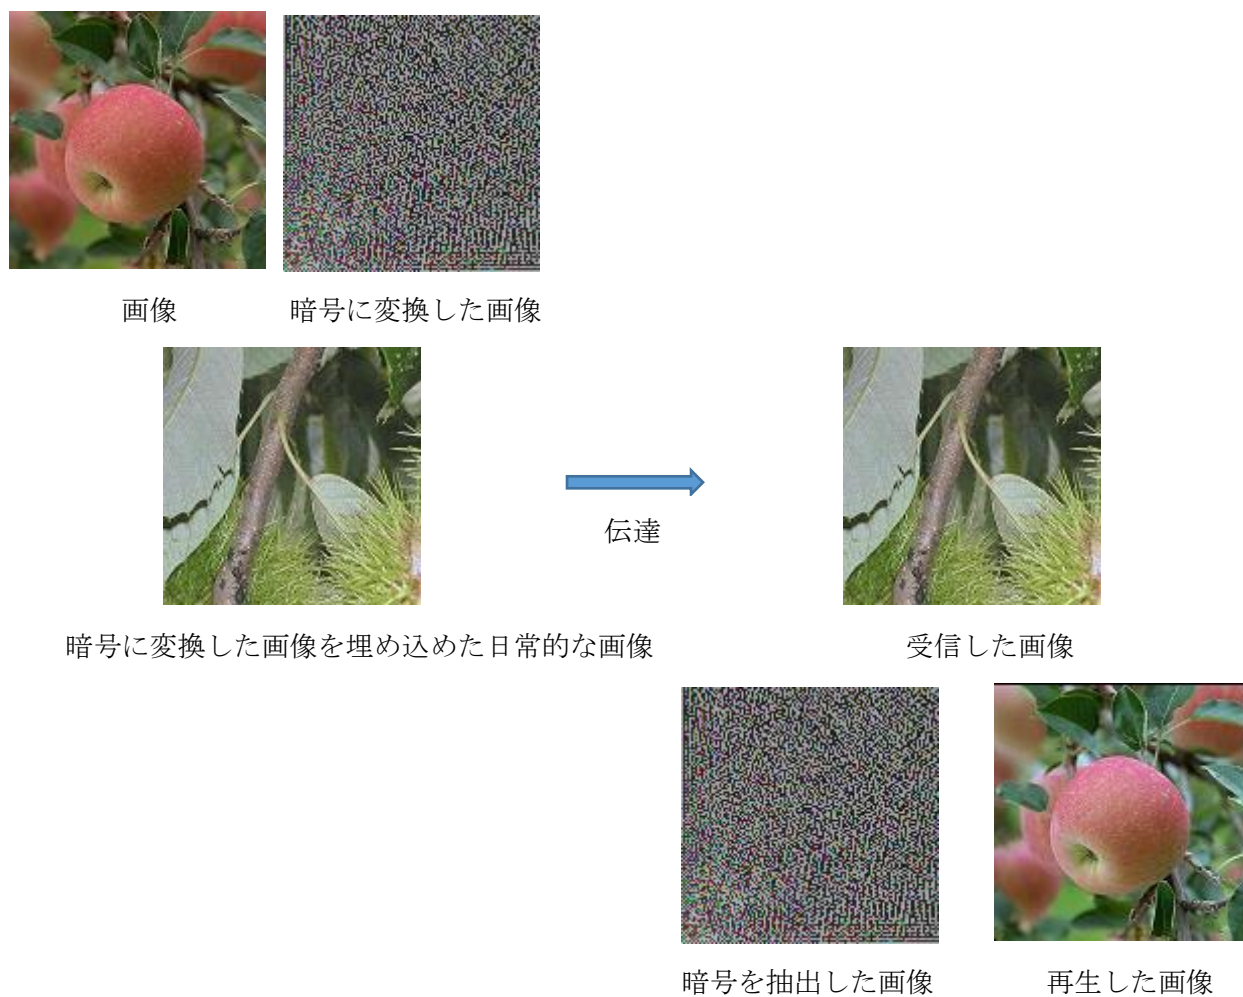 画像
暗号に変換した画像
伝達
暗号に変換した画像を埋め込めた日常的な画像
受信した画像
暗号を抽出した画像
再生した画像